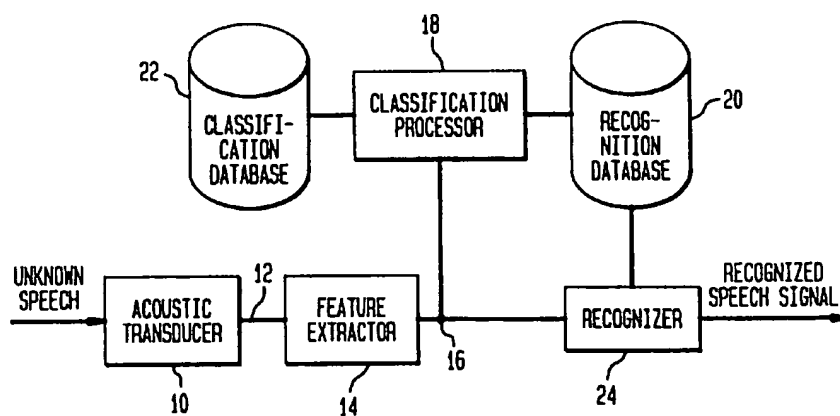 18
22
CLASSIFICATION
PROCESSOR
20
CLASSIFI-
CATION
DATABASE
RECOG-
NITION
DATABASE
UNKNOWN
SPEECH
12
RECOGNIZED
SPEECH SIGNAL
ACOUSTIC
TRANSDUCER
FEATURE
EXTRACTOR
RECOGNIZER
16
10
14
24